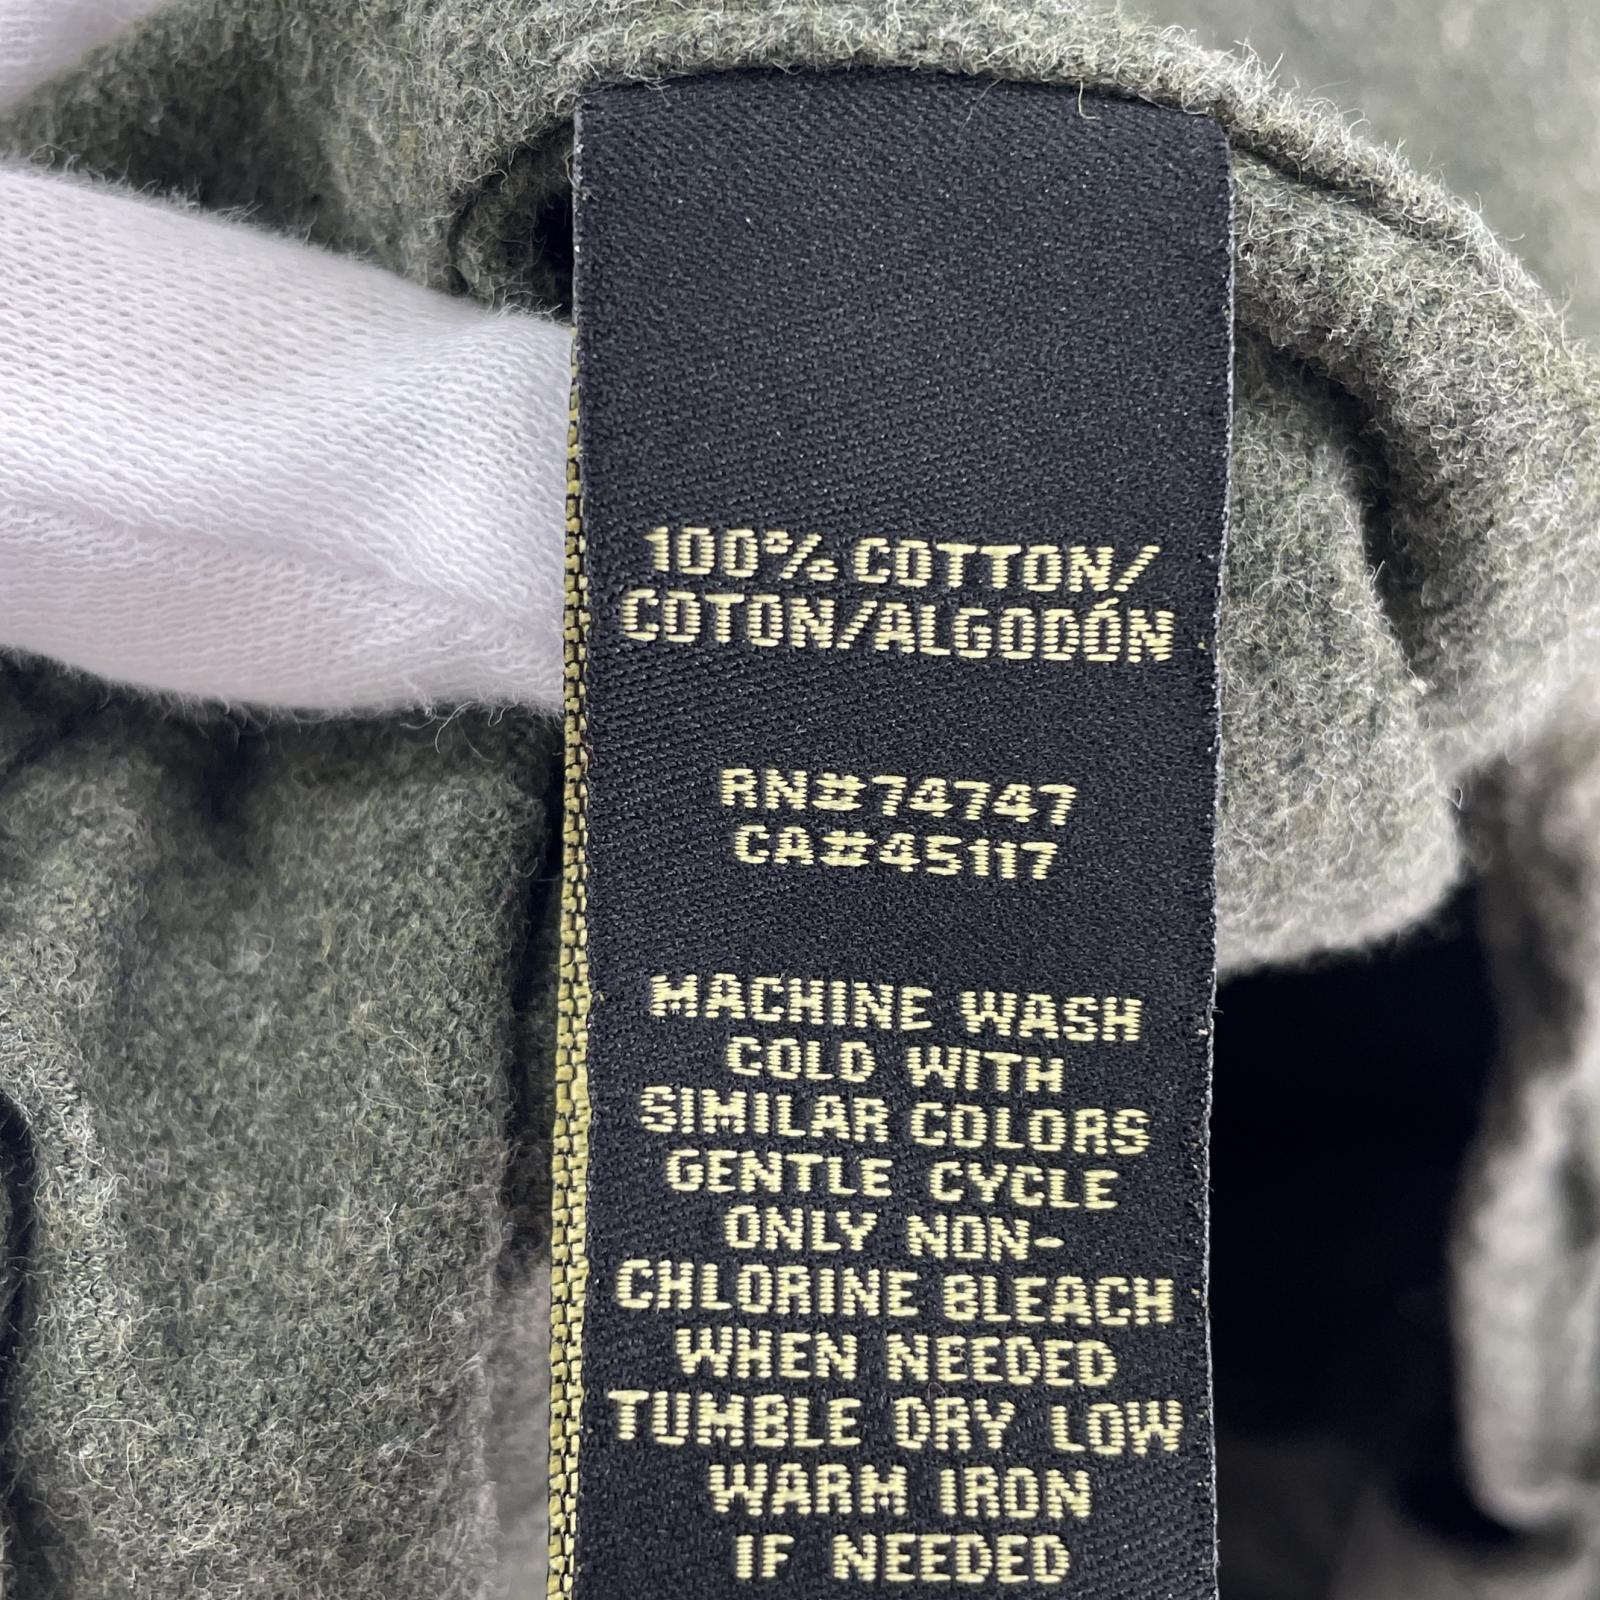 100% COTTON/
COTON/ALGODÓN
RN#74747
CA#45117
MACHINE WASH
COLD WITH
SIMILAR COLORS
GENTLE CYCLE
ONLY NON-
CHLORINE BLEACH
WHEN NEEDED
TUMBLE DRY LOW
WARM IRON
IF NEEDED